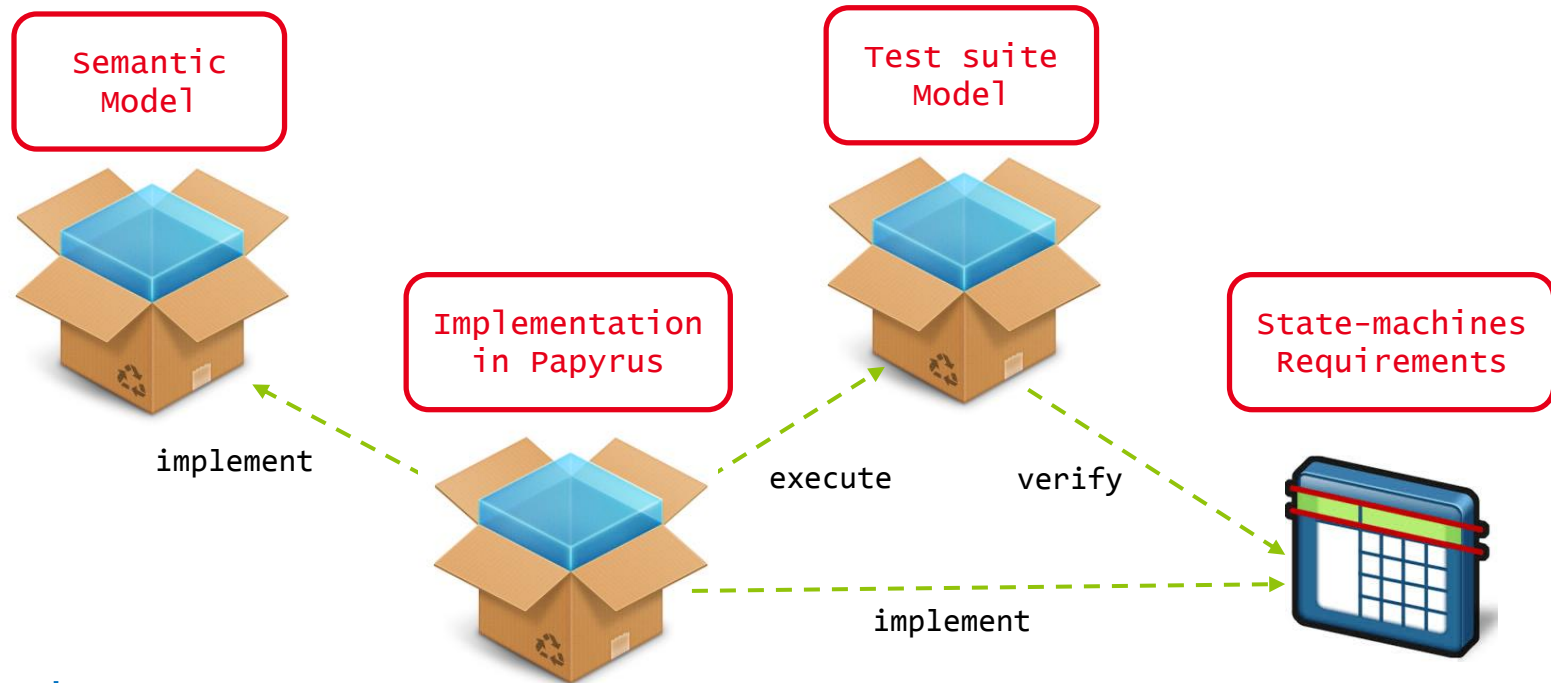 Semantic
Model
Test suite
Model
Implementation
in Papyrus
State-machines
Requirements
implement
execute
verify
implement